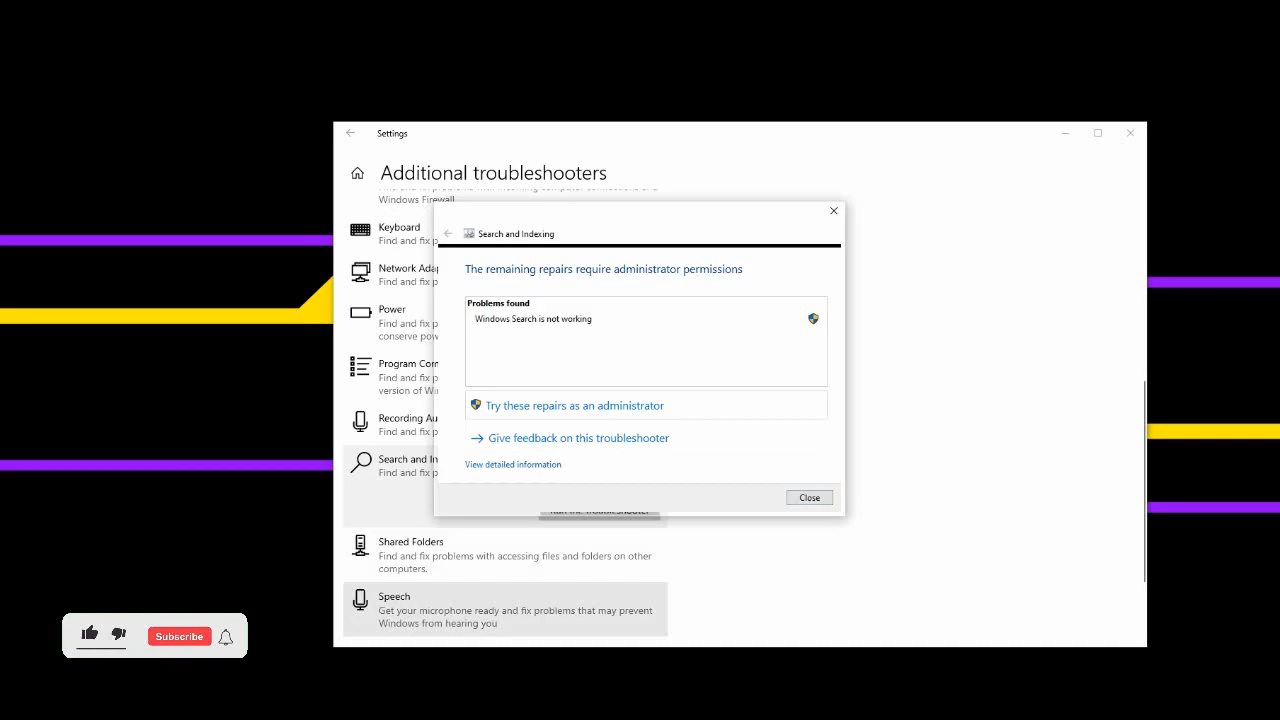 Settings
Additional troubleshooters
Windows Firewall
Keyboard
Find and fix p
Network Ada
Find and fix p
Power
Find and fix p
conserve pow
Program Com
Find and fix p
version of Wi
Recording Au
Find and fix p
Search and In
Find and fix p
Search and Indexing
The remaining repairs require administrator permissions
Problems found
Windows Search is not working
Try these repairs as an administrator
Give feedback on this troubleshooter
View detailed information
Close
Shared Folders
Find and fix problems with accessing files and folders on other
computers.
Speech
Get your microphone ready and fix problems that may prevent
Windows from hearing you
Subscribe